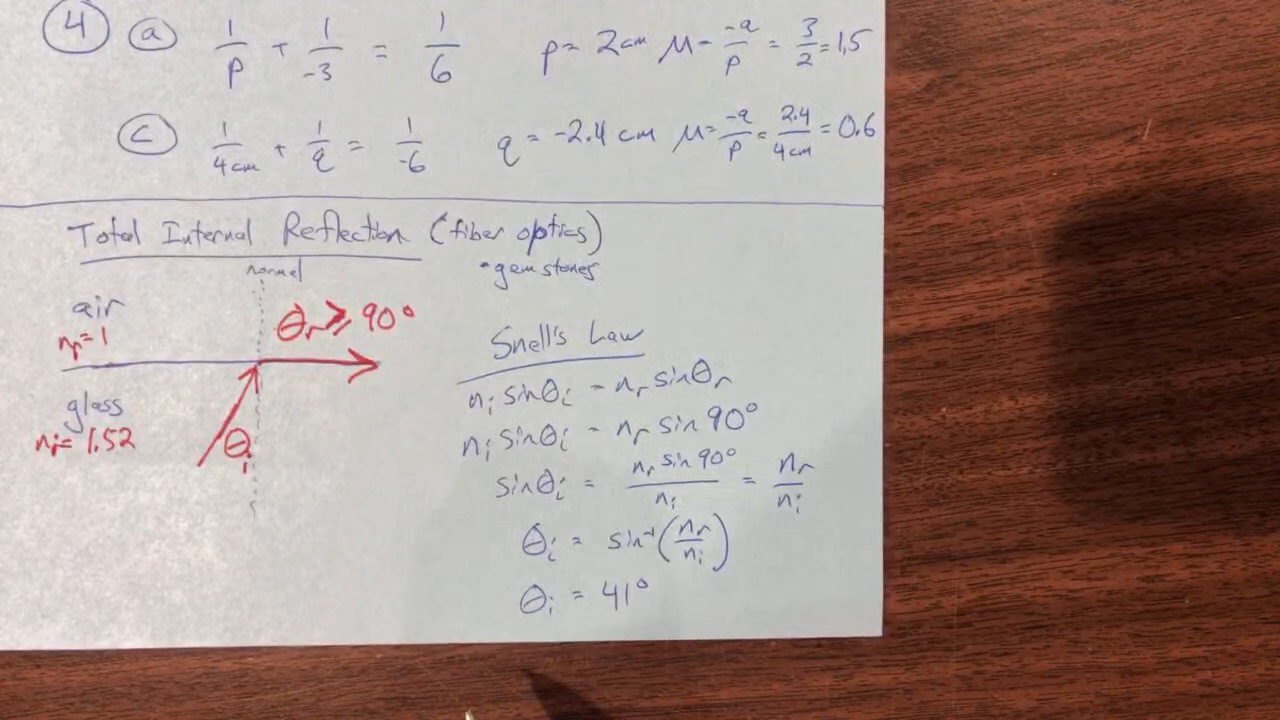 4 a 1/p + 1/-3 = 1/6 p = 2cm M = -q/p = 3/2 = 1.5
c 1/4cm + 1/q = 1/-6 q = -2.4 cm M = -q/p = 2.4/4cm = 0.6
Total Internal Reflection (fiber optics)
• gem stones
normal
air
nr = 1
θr ≥ 90°
glass
ni = 1.52
θi
Snell's Law
ni sinθi = nr sinθr
ni sinθi = nr sin 90°
sinθi = nr sin 90°/ni = nr/ni
θi = sin⁻¹(nr/ni)
θi = 41°